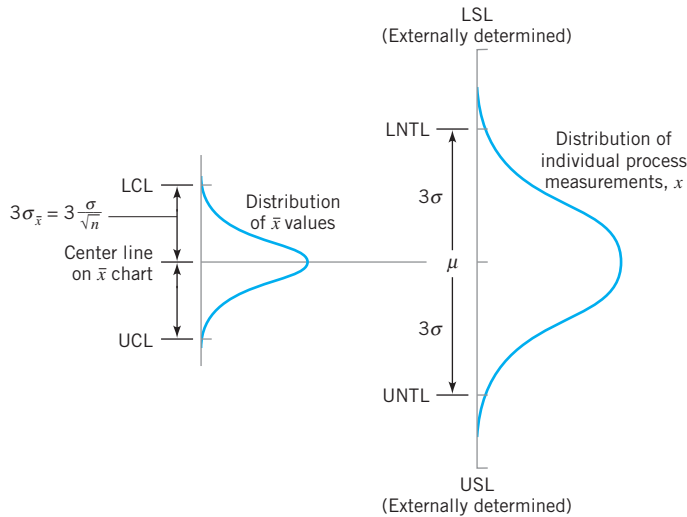 LSL
(Externally determined)
LNTL
Distribution of
individual process
measurements, x
3σ
LCL
3σx̄ = 3 σ/√n
Distribution
of x̄ values
Center line
on x̄ chart
μ
3σ
UCL
UNTL
USL
(Externally determined)